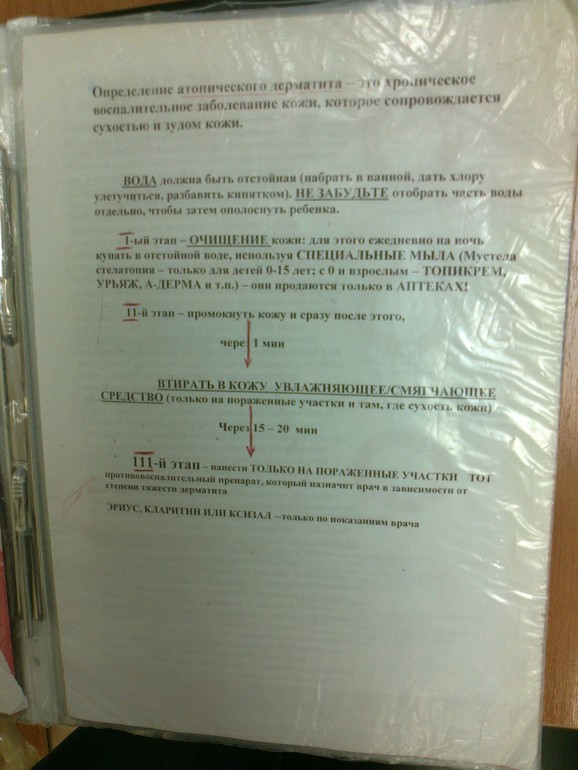 Определение атопического дерматита – это хроническое
воспалительное заболевание кожи, которое сопровождается
сухостью и зудом кожи.
ВОДА должна быть отстойная (набрать в ванной, дать хлору
улетучиться, разбавить кипятком). НЕ ЗАБУДЬТЕ отобрать часть воды
отдельно, чтобы затем ополоснуть ребенка.
I-ый этап – ОЧИЩЕНИЕ кожи: для этого ежедневно на ночь
купать в отстойной воде, используя СПЕЦИАЛЬНЫЕ МЫЛА (Мустела
стелатопия – только для детей 0-15 лет; с 0 и взрослым – ТОПИКРЕМ,
УРЬЯЖ, А-ДЕРМА и т.п.) – они продаются только в АПТЕКАХ!
11-й этап – промокнуть кожу и сразу после этого,
через 1 мин
ВТИРАТЬ В КОЖУ УВЛАЖНЯЮЩЕЕ/СМЯГЧАЮЩЕЕ
СРЕДСТВО (только на пораженные участки и там, где сухость кожи)
Через 15 – 20 мин
111-й этап – нанести ТОЛЬКО НА ПОРАЖЕННЫЕ УЧАСТКИ ТОТ
противовоспалительный препарат, который назначит врач в зависимости от
степени тяжести дерматита
ЭРИУС, КЛАРИТИН ИЛИ КСИЗАЛ –только по показаниям врача